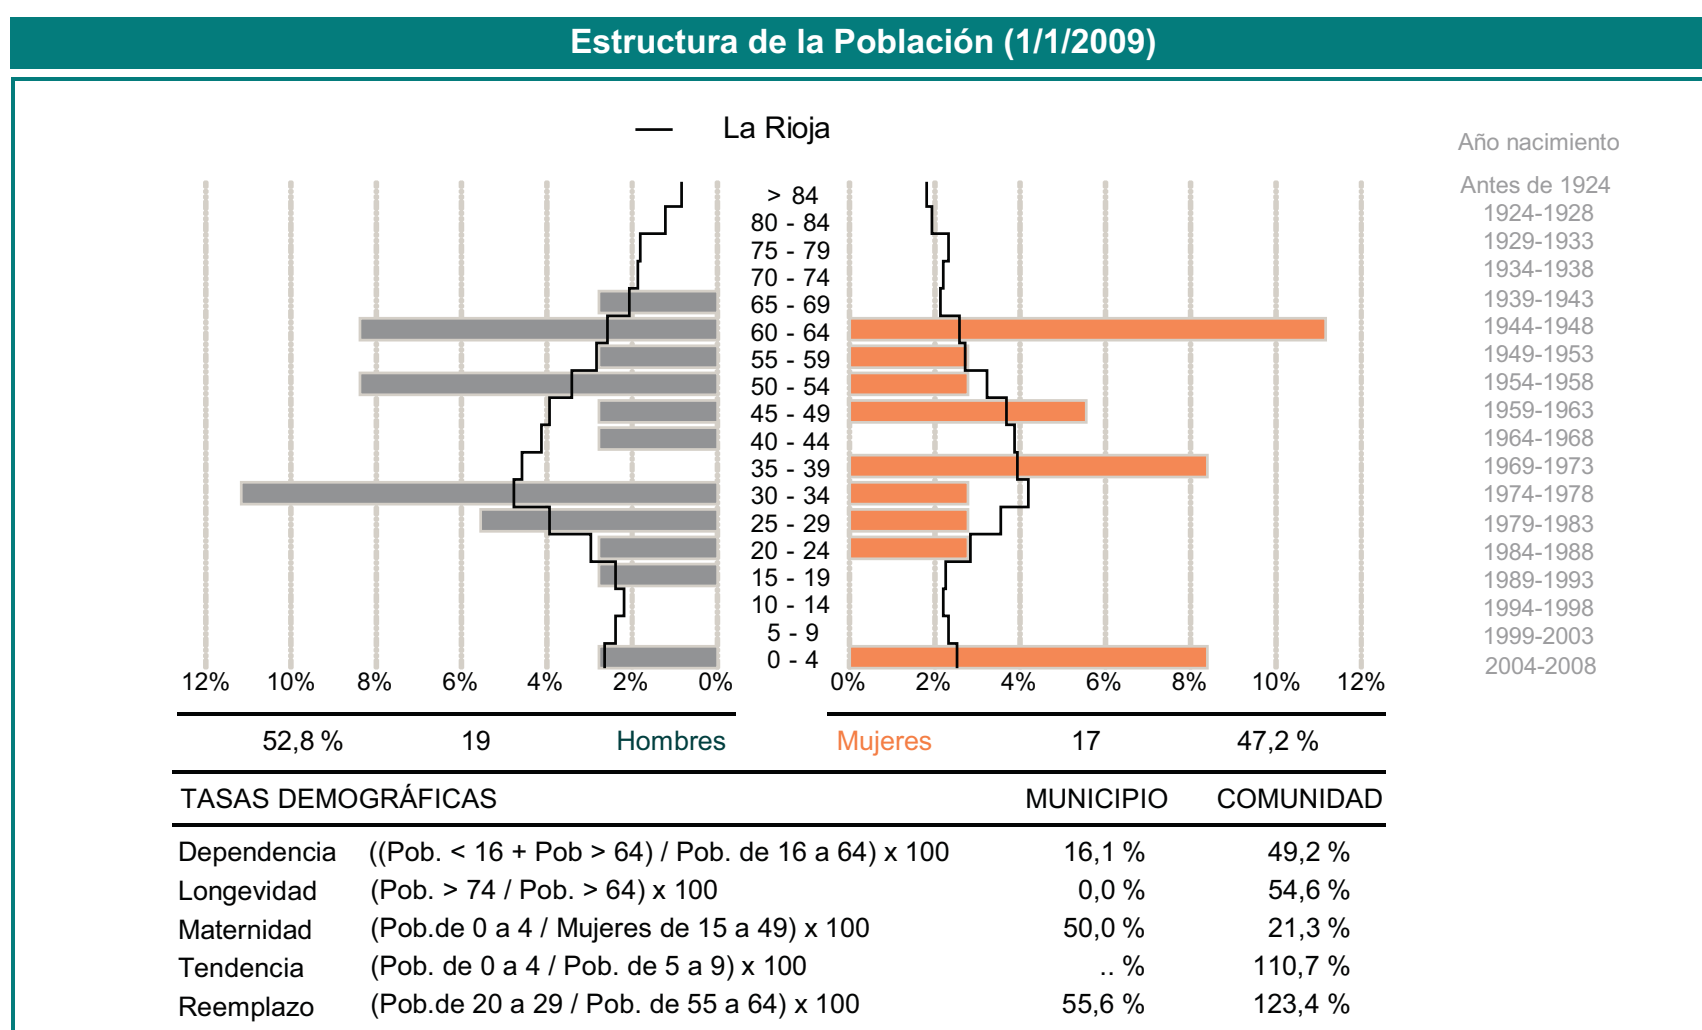 Estructura de la Población (1/1/2009)
La Rioja
Año nacimiento
> 84 Antes de 1924
80 - 84 1924-1928
75 - 79 1929-1933
70 - 74 1934-1938
65 - 69 1939-1943
60 - 64 1944-1948
55 - 59 1949-1953
50 - 54 1954-1958
45 - 49 1959-1963
40 - 44 1964-1968
35 - 39 1969-1973
30 - 34 1974-1978
25 - 29 1979-1983
20 - 24 1984-1988
15 - 19 1989-1993
10 - 14 1994-1998
5 - 9 1999-2003
0 - 4 2004-2008
12% 10% 8% 6% 4% 2% 0% 0% 2% 4% 6% 8% 10% 12%
52,8 % 19 Hombres Mujeres 17 47,2 %
TASAS DEMOGRÁFICAS MUNICIPIO COMUNIDAD
Dependencia ((Pob. < 16 + Pob > 64) / Pob. de 16 a 64) x 100 16,1 % 49,2 %
Longevidad (Pob. > 74 / Pob. > 64) x 100 0,0 % 54,6 %
Maternidad (Pob.de 0 a 4 / Mujeres de 15 a 49) x 100 50,0 % 21,3 %
Tendencia (Pob. de 0 a 4 / Pob. de 5 a 9) x 100 .. % 110,7 %
Reemplazo (Pob.de 20 a 29 / Pob. de 55 a 64) x 100 55,6 % 123,4 %